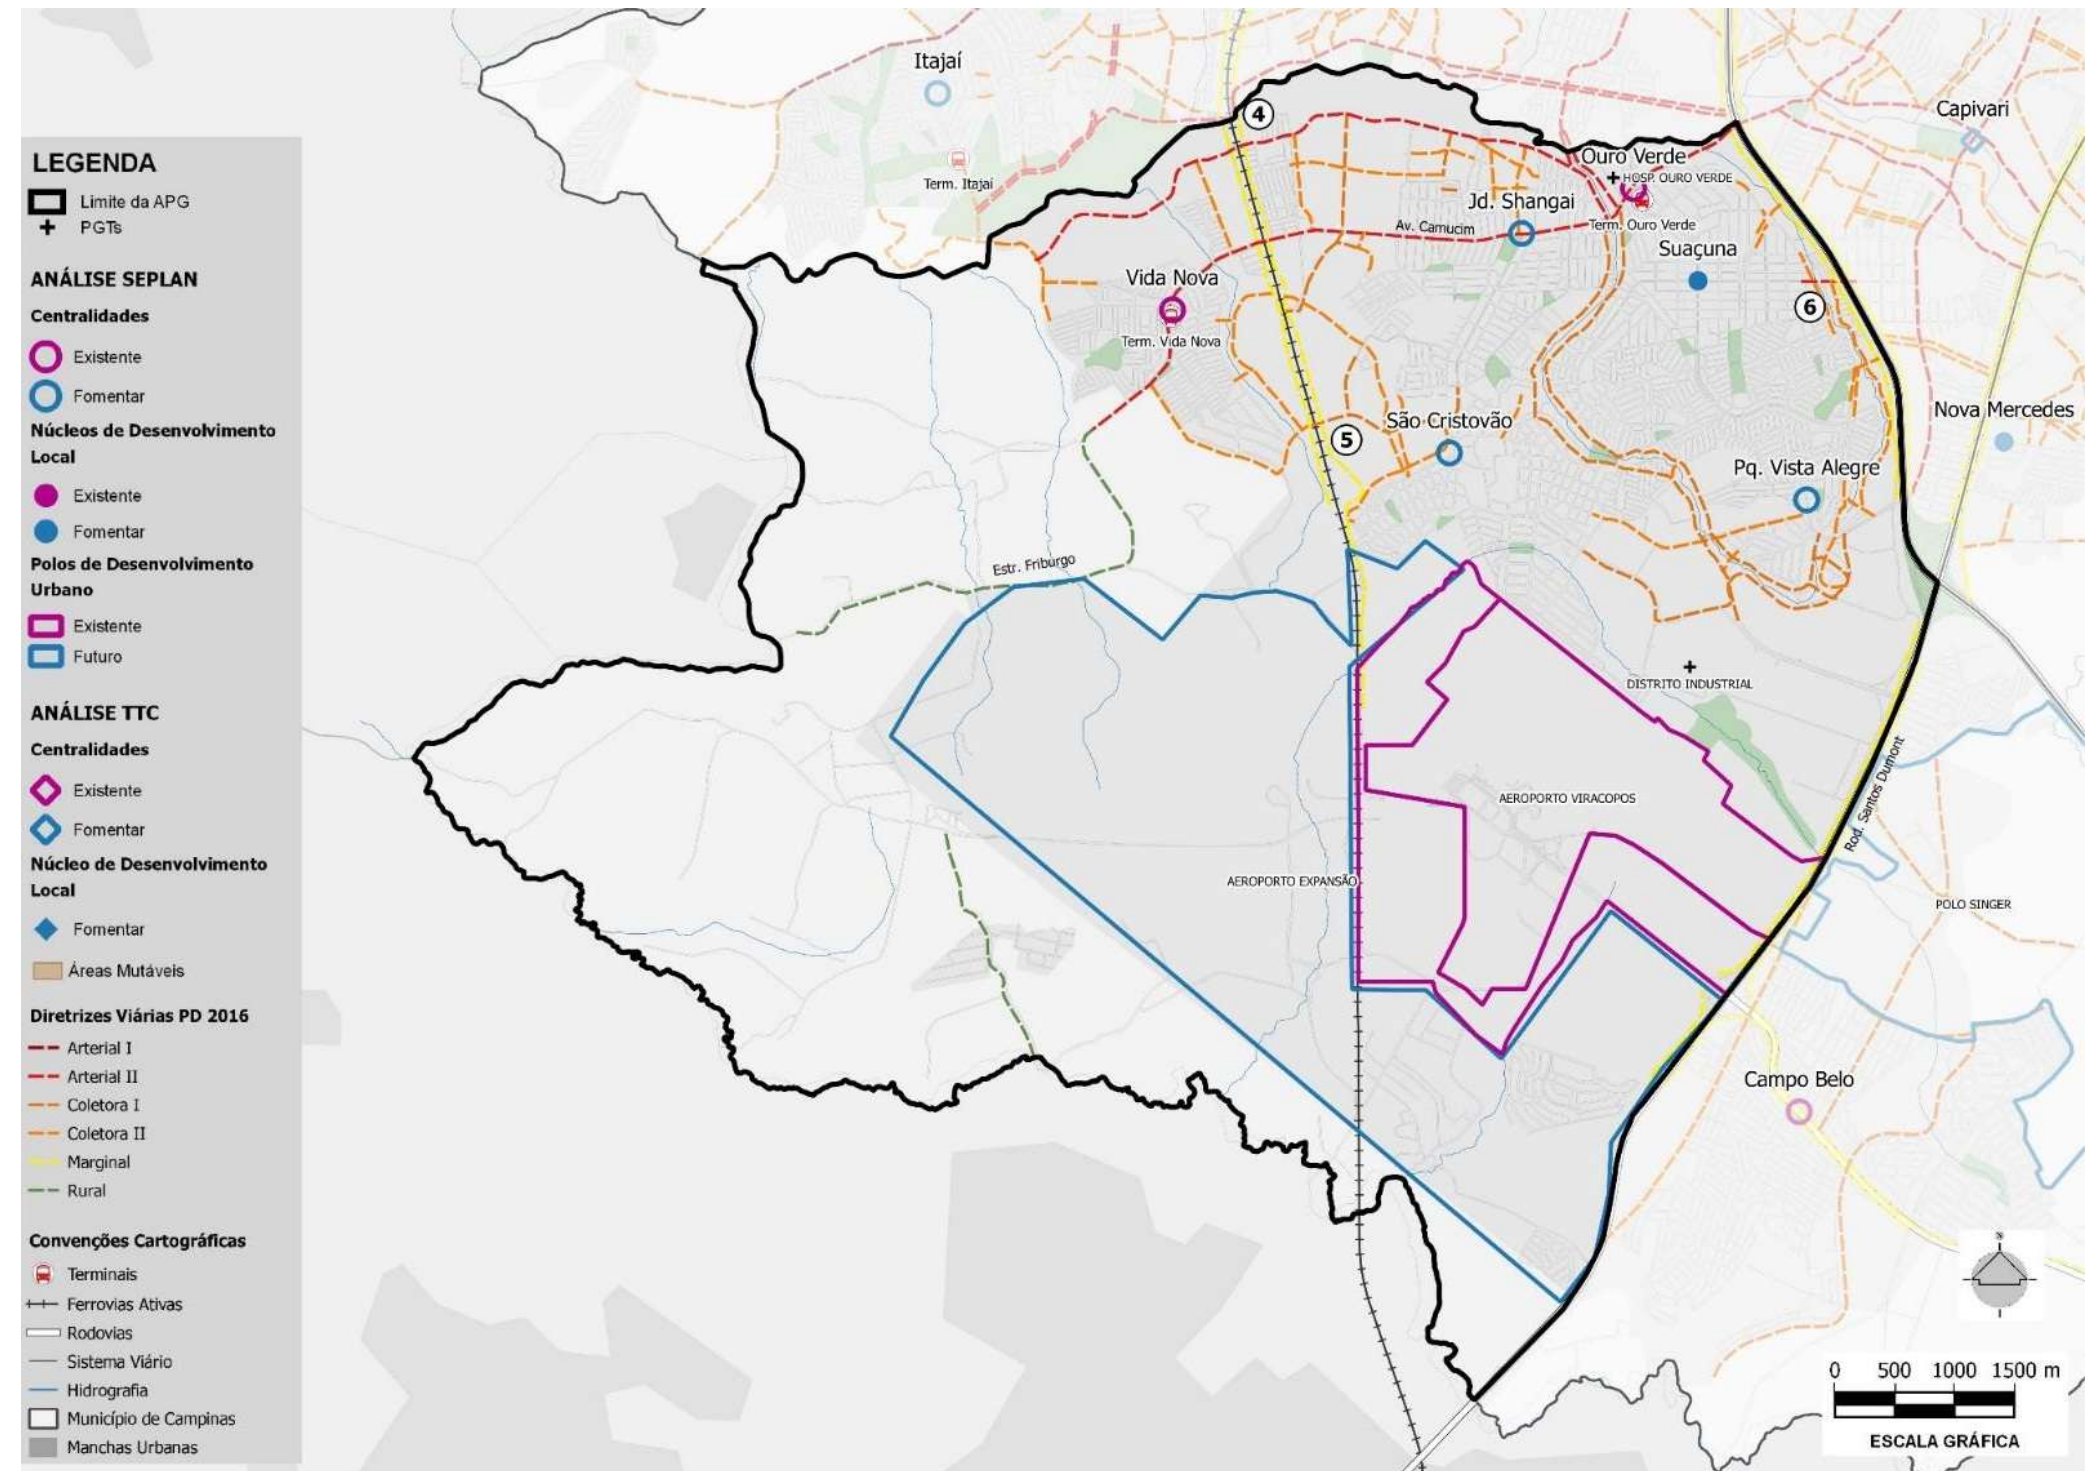 LEGENDA
Limite da APG
PGTs
ANÁLISE SEPLAN
Centralidades
Existente
Fomentar
Núcleos de Desenvolvimento
Local
Existente
Fomentar
Polos de Desenvolvimento
Urbano
Existente
Futuro
ANÁLISE TTC
Centralidades
Existente
Fomentar
Núcleo de Desenvolvimento
Local
Fomentar
Áreas Mutáveis
Diretrizes Viárias PD 2016
Arterial I
Arterial II
Coletora I
Coletora II
Marginal
Rural
Convenções Cartográficas
Terminais
Ferrovias Ativas
Rodovias
Sistema Viário
Hidrografia
Município de Campinas
Manchas Urbanas
Itajaí
Term. Itajaí
4
Capivari
Ouro Verde
HOSP. OURO VERDE
Jd. Shangai
Term. Ouro Verde
Av. Camucim
Suaçuna
Vida Nova
Term. Vida Nova
6
Nova Mercedes
São Cristovão
5
Pq. Vista Alegre
Estr. Friburgo
DISTRITO INDUSTRIAL
Rod. Santos Dumont
AEROPORTO VIRACOPOS
AEROPORTO EXPANSÃO
POLO SINGER
Campo Belo
0 500 1000 1500 m
ESCALA GRÁFICA